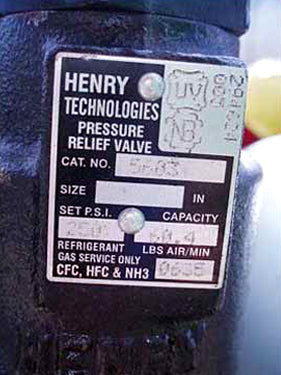 HENRY
TECHNOLOGIES
PRESSURE
RELIEF VALVE
UV
NB
CAT. NO. 5603
SIZE IN
SET P.S.I. CAPACITY
250
REFRIGERANT LBS AIR/MIN
GAS SERVICE ONLY
CFC, HFC & NH3